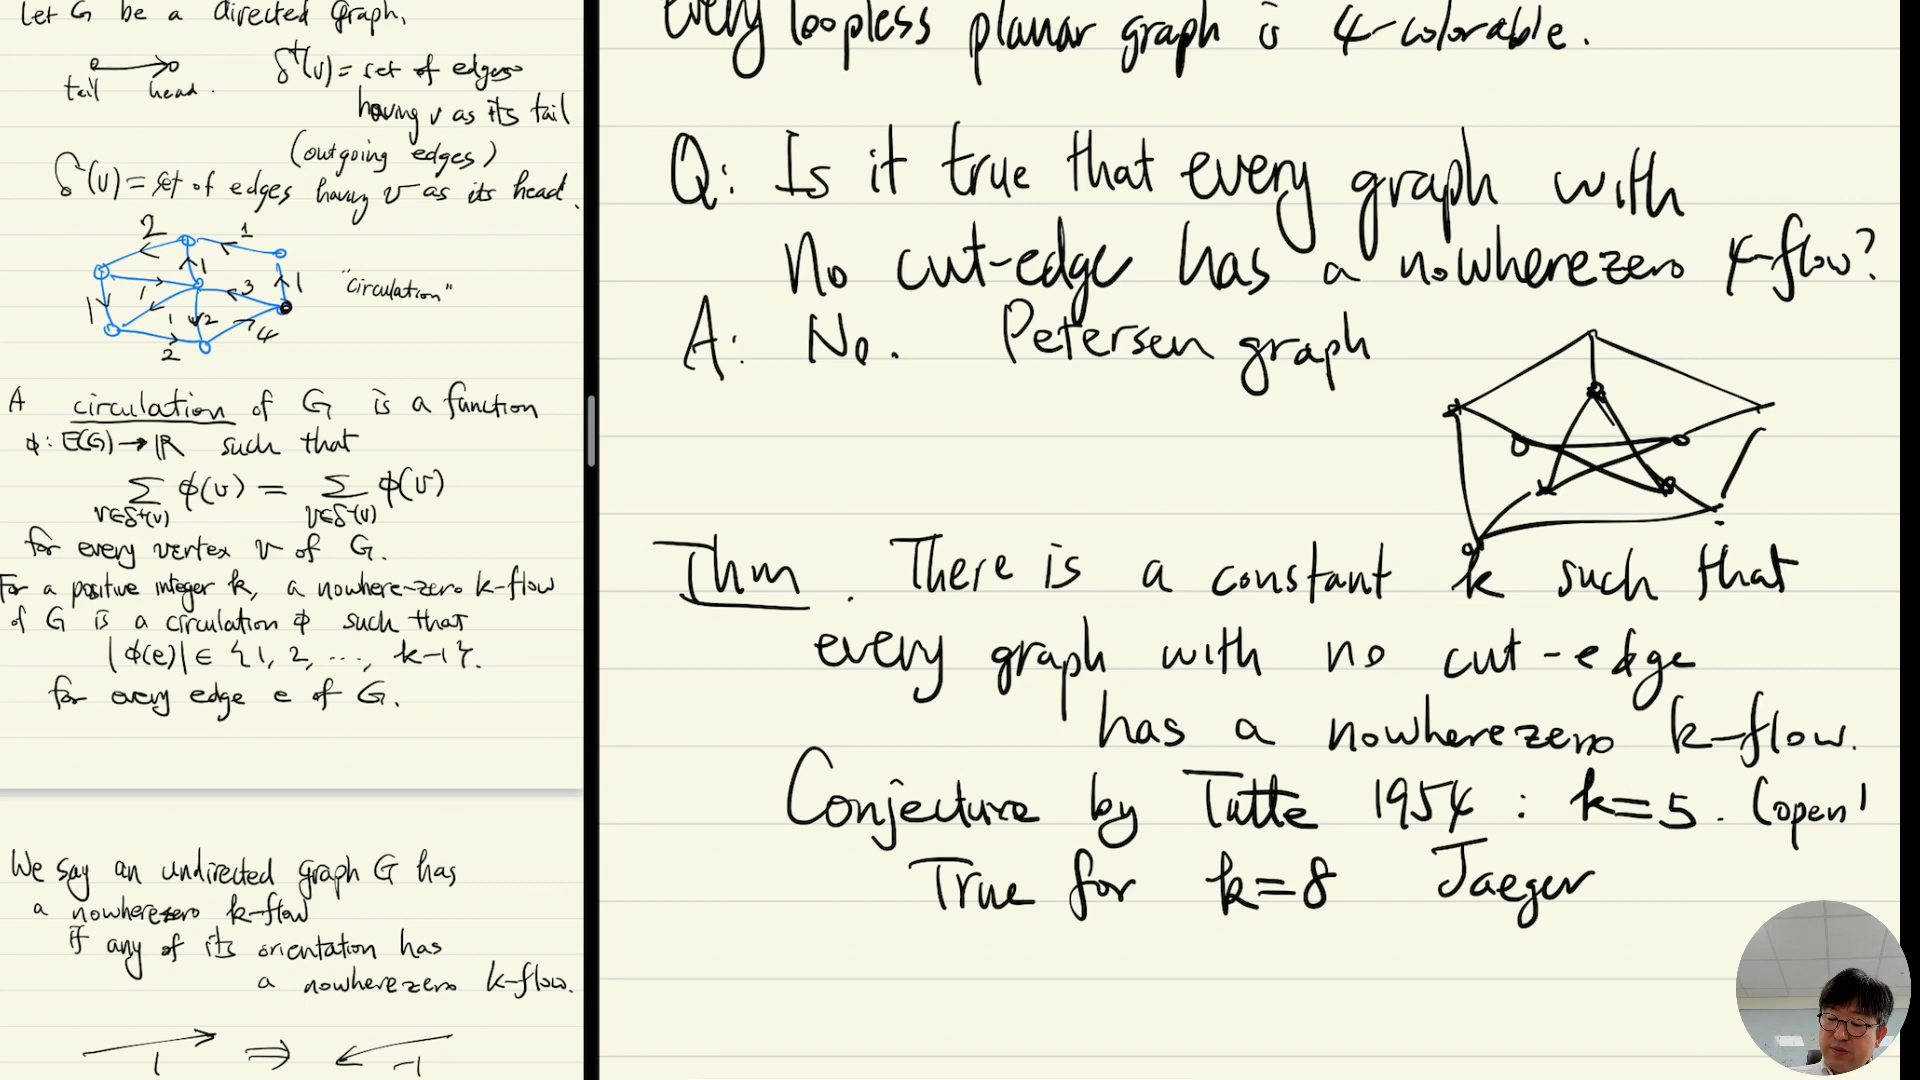 Let G be a directed graph,
tail head.
δ⁺(v) = set of edges
having v as its tail
(outgoing edges)
δ⁻(v) = set of edges having v as its head.
2 1
1 1 3 1 "circulation"
1 1 2 4
2
A circulation of G is a function
ϕ: E(G) → ℝ such that
∑ ϕ(v) = ∑ ϕ(v)
v∈δ⁺(v) v∈δ⁻(v)
for every vertex v of G.
For a positive integer k, a nowhere-zero k-flow
of G is a circulation ϕ such that
|ϕ(e)| ∈ {1, 2, ..., k-1}.
for every edge e of G.
We say an undirected graph G has
a nowherezero k-flow
if any of its orientation has
a nowherezero k-flow.
1 ⇒ -1
every loopless planar graph is 4-colorable.
Q: Is it true that every graph with
no cut-edge has a nowherezero 4-flow?
A: No. Petersen graph
Thm. There is a constant k such that
every graph with no cut-edge
has a nowherezero k-flow.
Conjecture by Tutte 1954 : k=5. (open!
True for k=8 Jaeger